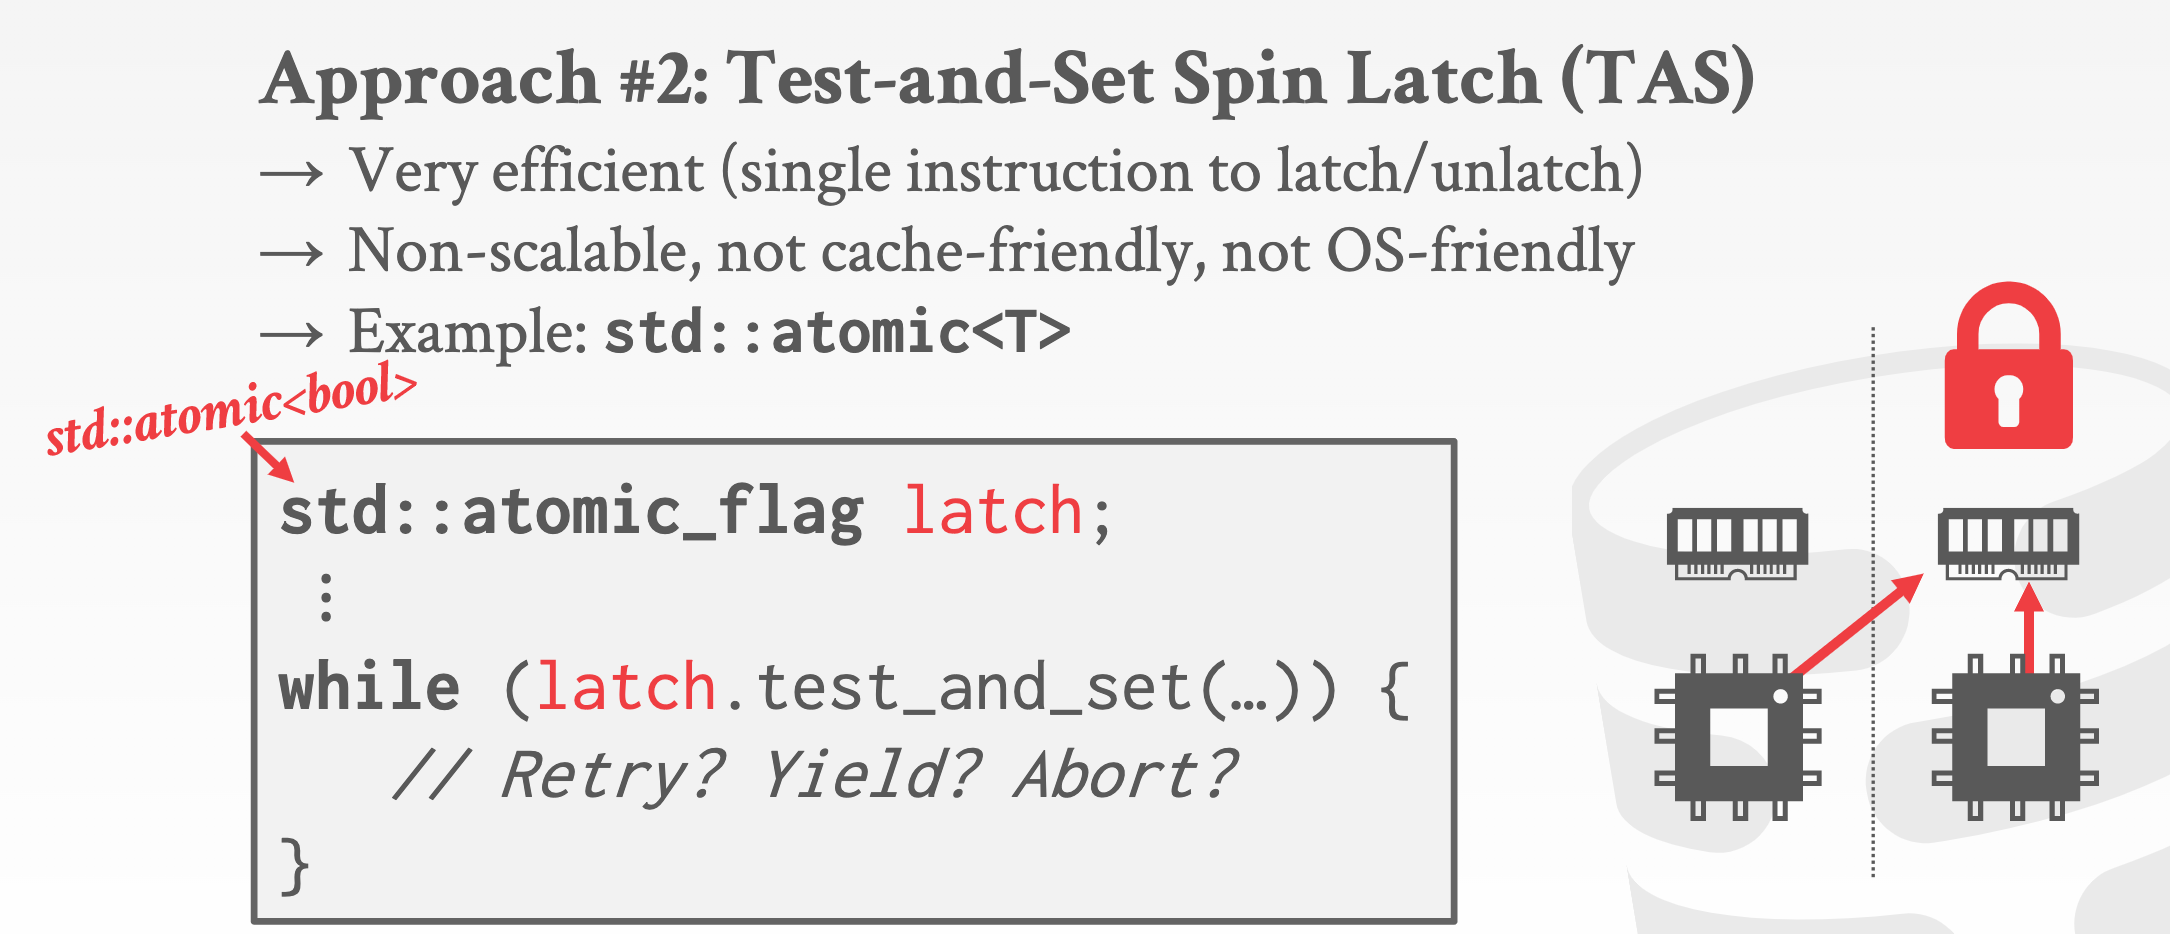 Approach #2: Test-and-Set Spin Latch (TAS)
→ Very efficient (single instruction to latch/unlatch)
→ Non-scalable, not cache-friendly, not OS-friendly
→ Example: std::atomic<T>
std::atomic<bool>
std::atomic_flag latch;
⋮
while (latch.test_and_set(…)) {
// Retry? Yield? Abort?
}